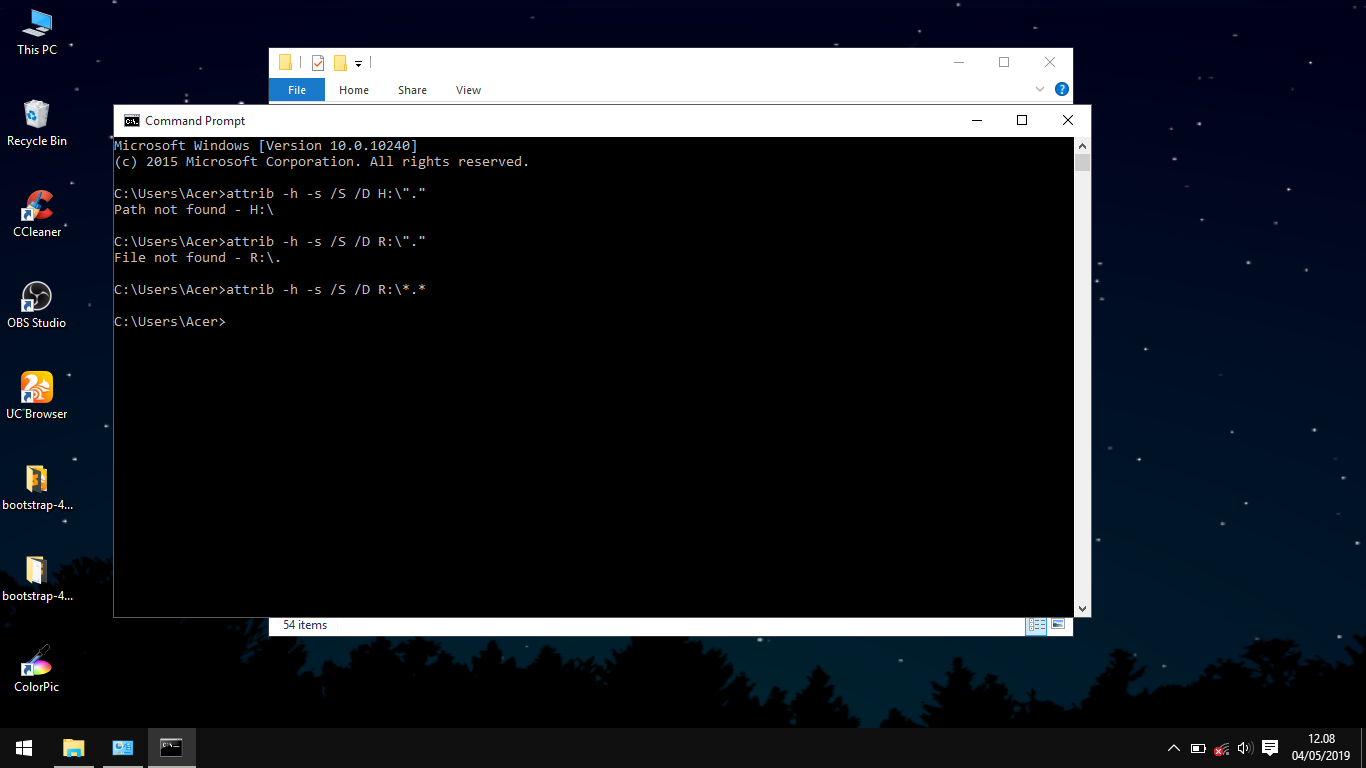 This PC
Recycle Bin
CCleaner
OBS Studio
UC Browser
bootstrap-4...
bootstrap-4...
ColorPic
File Home Share View
?
Command Prompt
Microsoft Windows [Version 10.0.10240]
(c) 2015 Microsoft Corporation. All rights reserved.
C:\Users\Acer>attrib -h -s /S /D H:\"."
Path not found - H:\
C:\Users\Acer>attrib -h -s /S /D R:\"."
File not found - R:\.
C:\Users\Acer>attrib -h -s /S /D R:\*.*
C:\Users\Acer>
54 items
12.08
04/05/2019